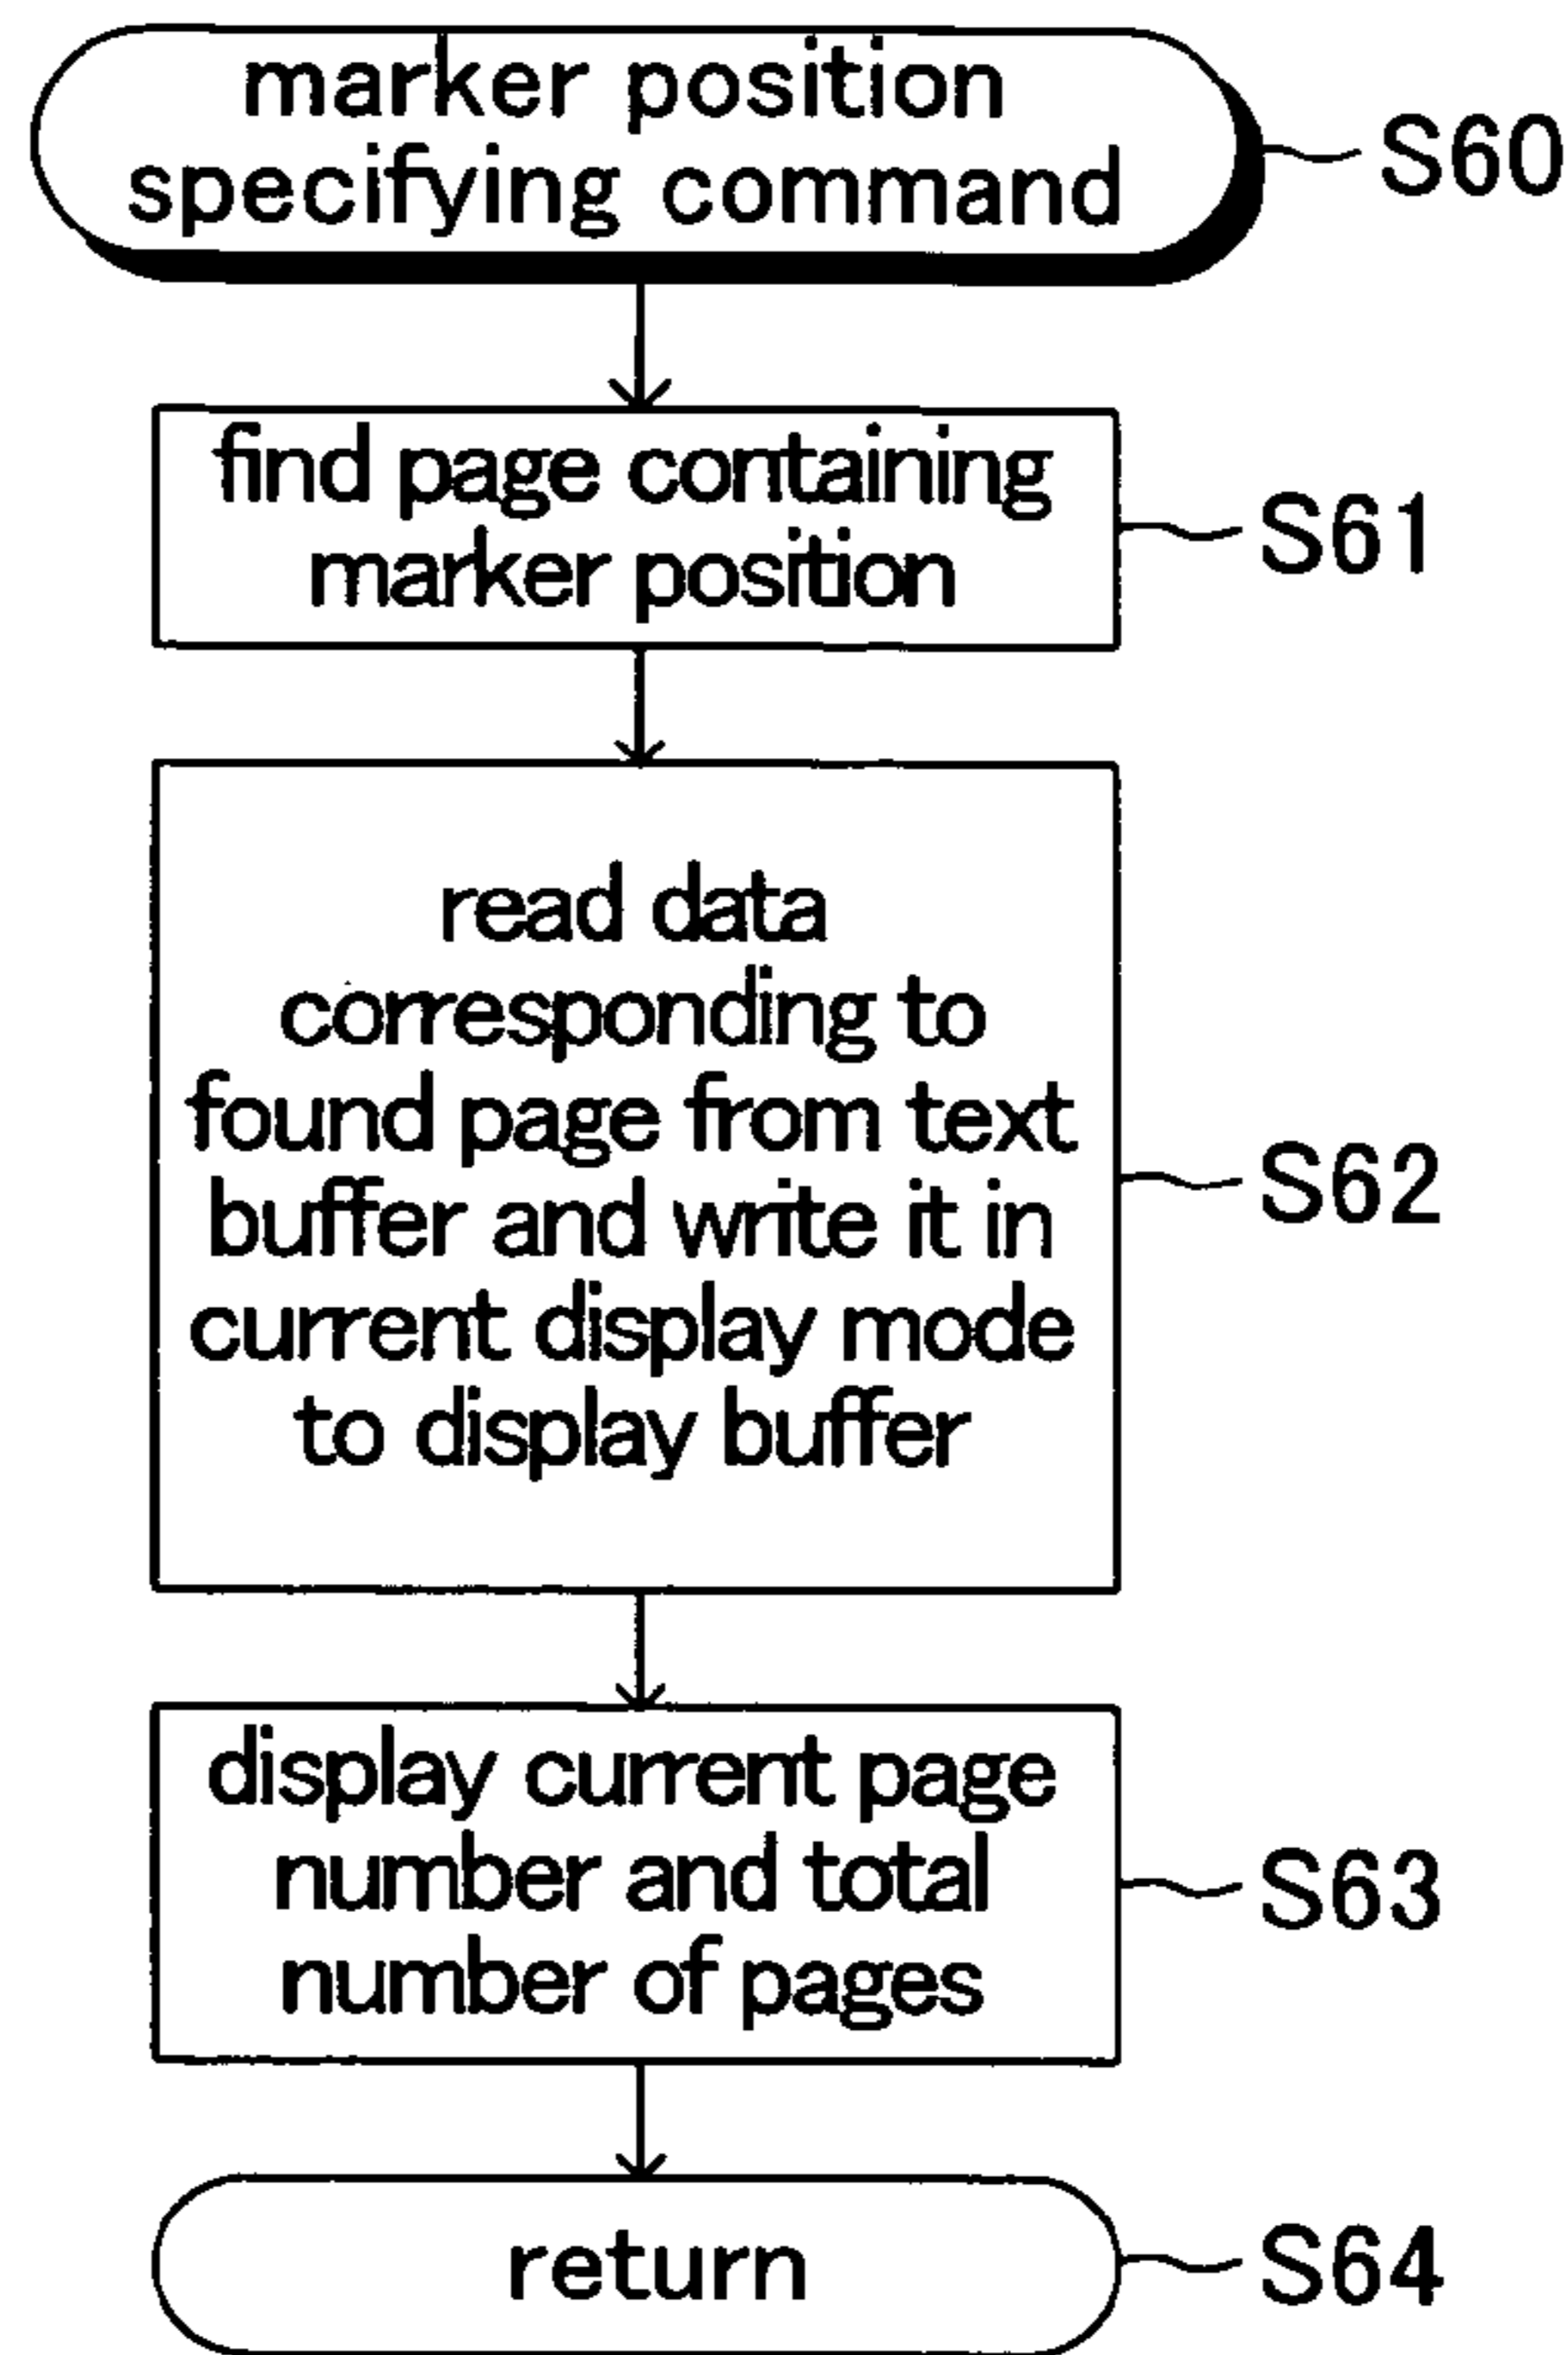 marker position
specifying command
S60
find page containing
marker position
S61
read data
corresponding to
found page from text
buffer and write it in
current display mode
to display buffer
S62
display current page
number and total
number of pages
S63
return
S64